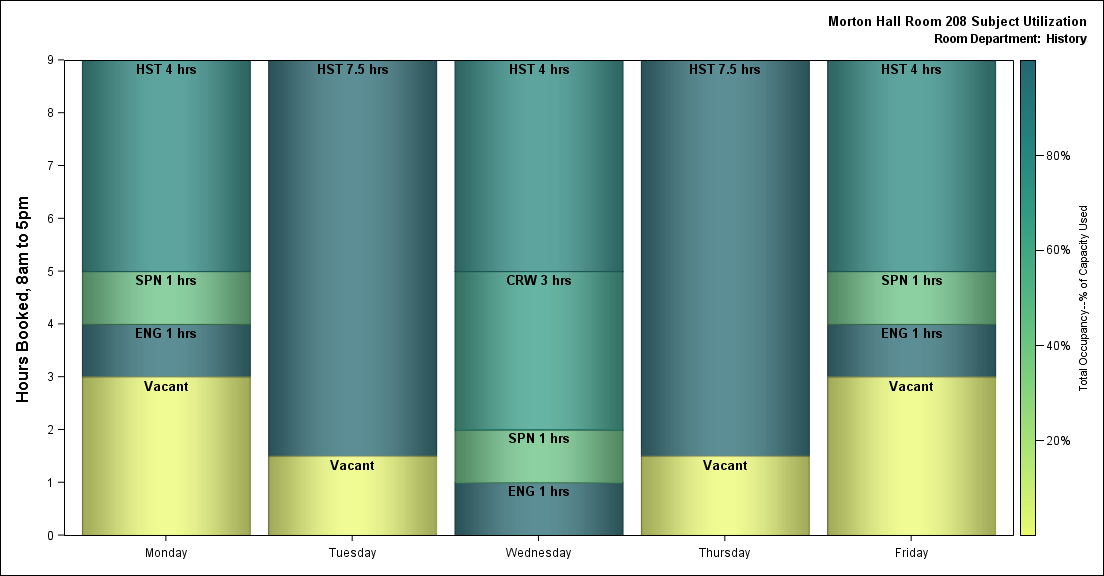 Morton Hall Room 208 Subject Utilization
Room Department: History
Hours Booked, 8am to 5pm
9
8
7
6
5
4
3
2
1
0
HST 4 hrs
SPN 1 hrs
ENG 1 hrs
Vacant
Monday
HST 7.5 hrs
Vacant
Tuesday
HST 4 hrs
CRW 3 hrs
SPN 1 hrs
ENG 1 hrs
Wednesday
HST 7.5 hrs
Vacant
Thursday
HST 4 hrs
SPN 1 hrs
ENG 1 hrs
Vacant
Friday
80%
60%
40%
20%
Total Occupancy--% of Capacity Used